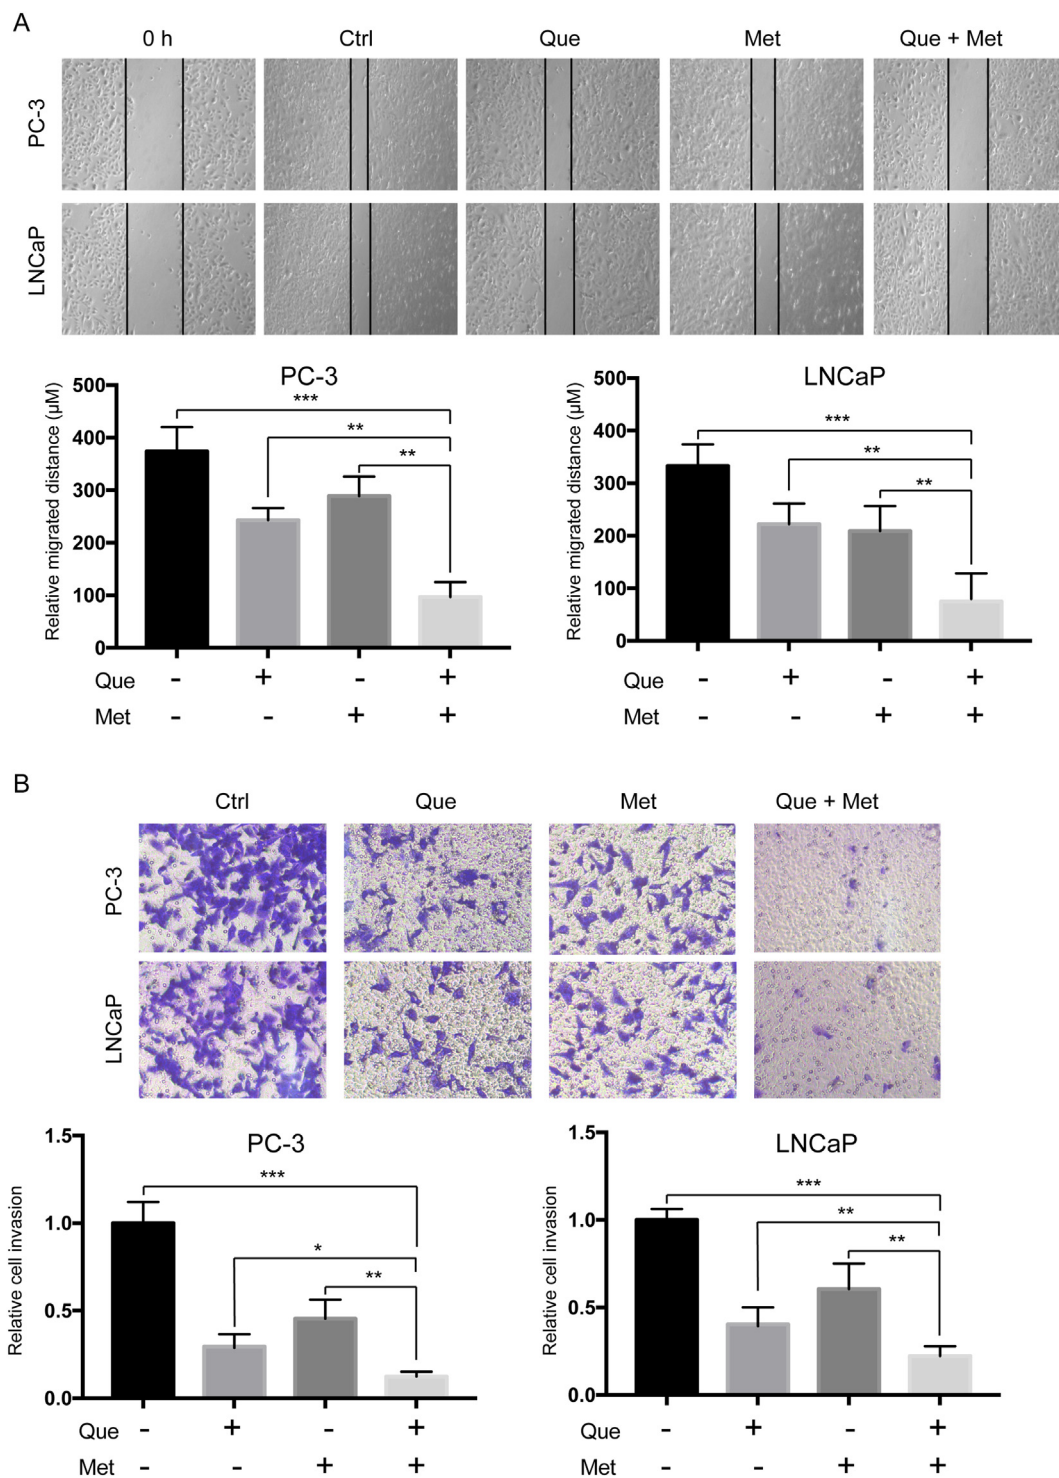 A
0 h Ctrl Que Met Que + Met
PC-3
LNCaP
PC-3
Relative migrated distance (μM)
500
400
300
200
100
0
***
**
**
Que - + - +
Met - - + +
LNCaP
Relative migrated distance (μM)
500
400
300
200
100
0
***
**
**
Que - + - +
Met - - + +
B
Ctrl Que Met Que + Met
PC-3
LNCaP
PC-3
Relative cell invasion
1.5
1.0
0.5
0.0
***
*
**
Que - + - +
Met - - + +
LNCaP
Relative cell invasion
1.5
1.0
0.5
0.0
***
**
**
Que - + - +
Met - - + +